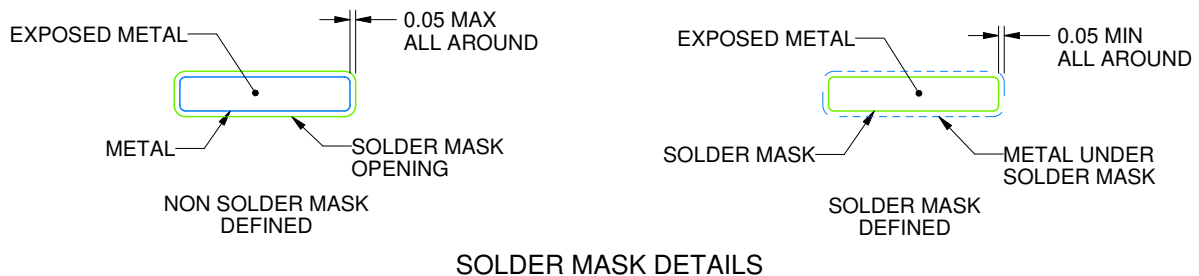 EXPOSED METAL
0.05 MAX
ALL AROUND
METAL
SOLDER MASK
OPENING
NON SOLDER MASK
DEFINED
EXPOSED METAL
0.05 MIN
ALL AROUND
SOLDER MASK
METAL UNDER
SOLDER MASK
SOLDER MASK
DEFINED
SOLDER MASK DETAILS